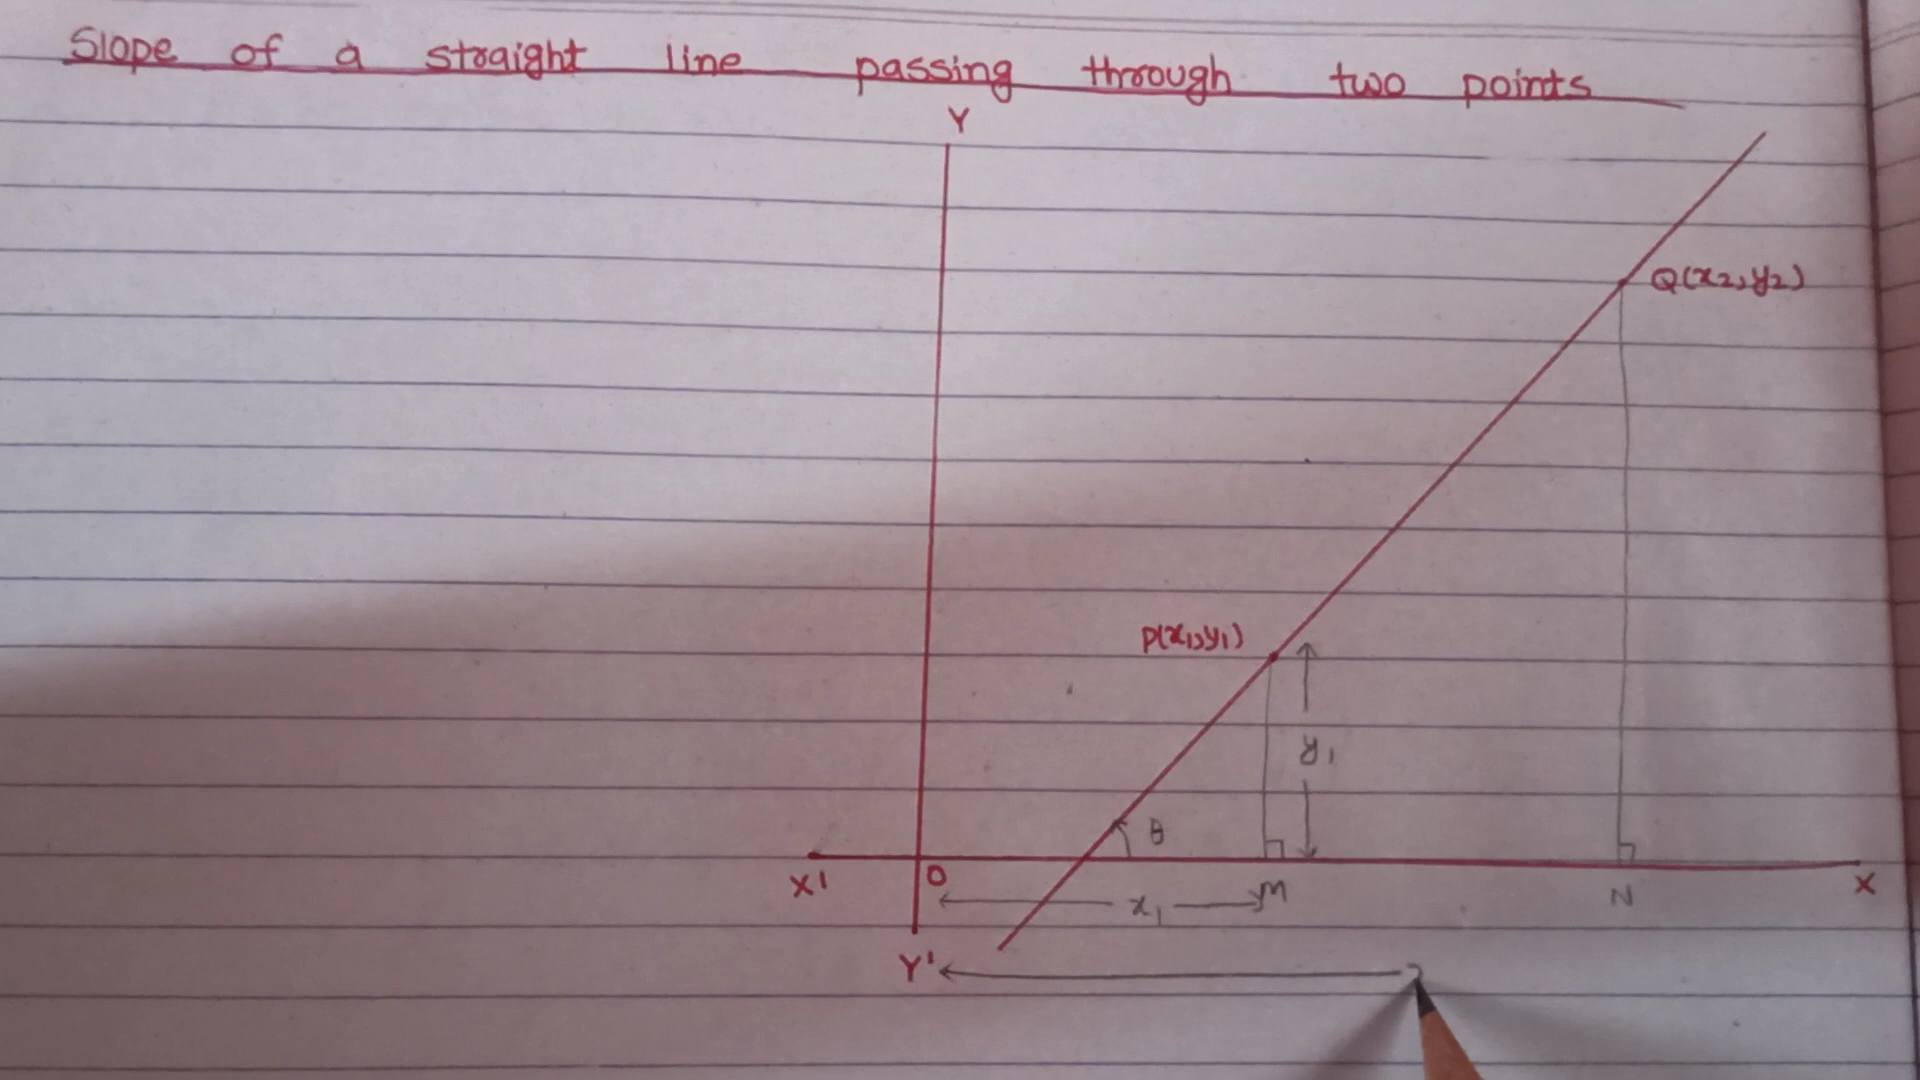 Slope of a straight line passing through two points
Y
Q(x2, y2)
P(x1, y1)
y1
θ
X' O M N X
x1
Y'